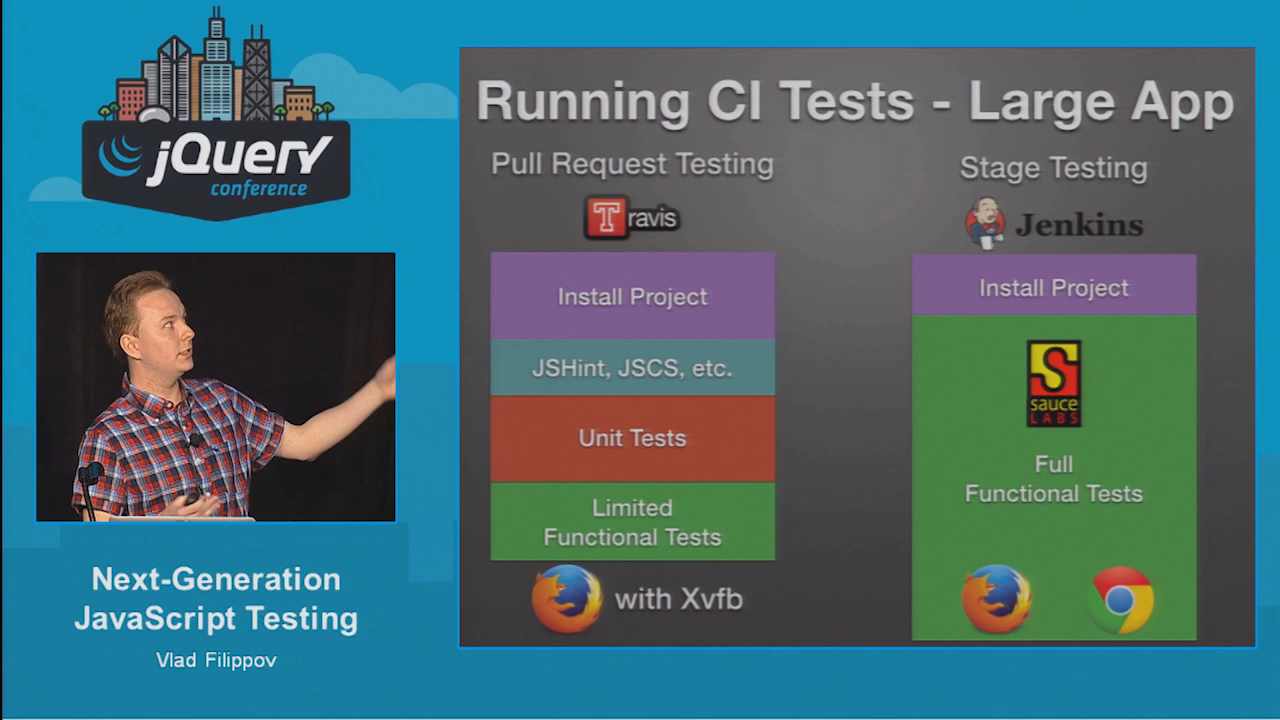 jQuery
conference
Next-Generation
JavaScript Testing
Vlad Filippov
Running CI Tests - Large App
Pull Request Testing
Travis
Install Project
JSHint, JSCS, etc.
Unit Tests
Limited
Functional Tests
with Xvfb
Stage Testing
Jenkins
Install Project
sauce
LABS
Full
Functional Tests